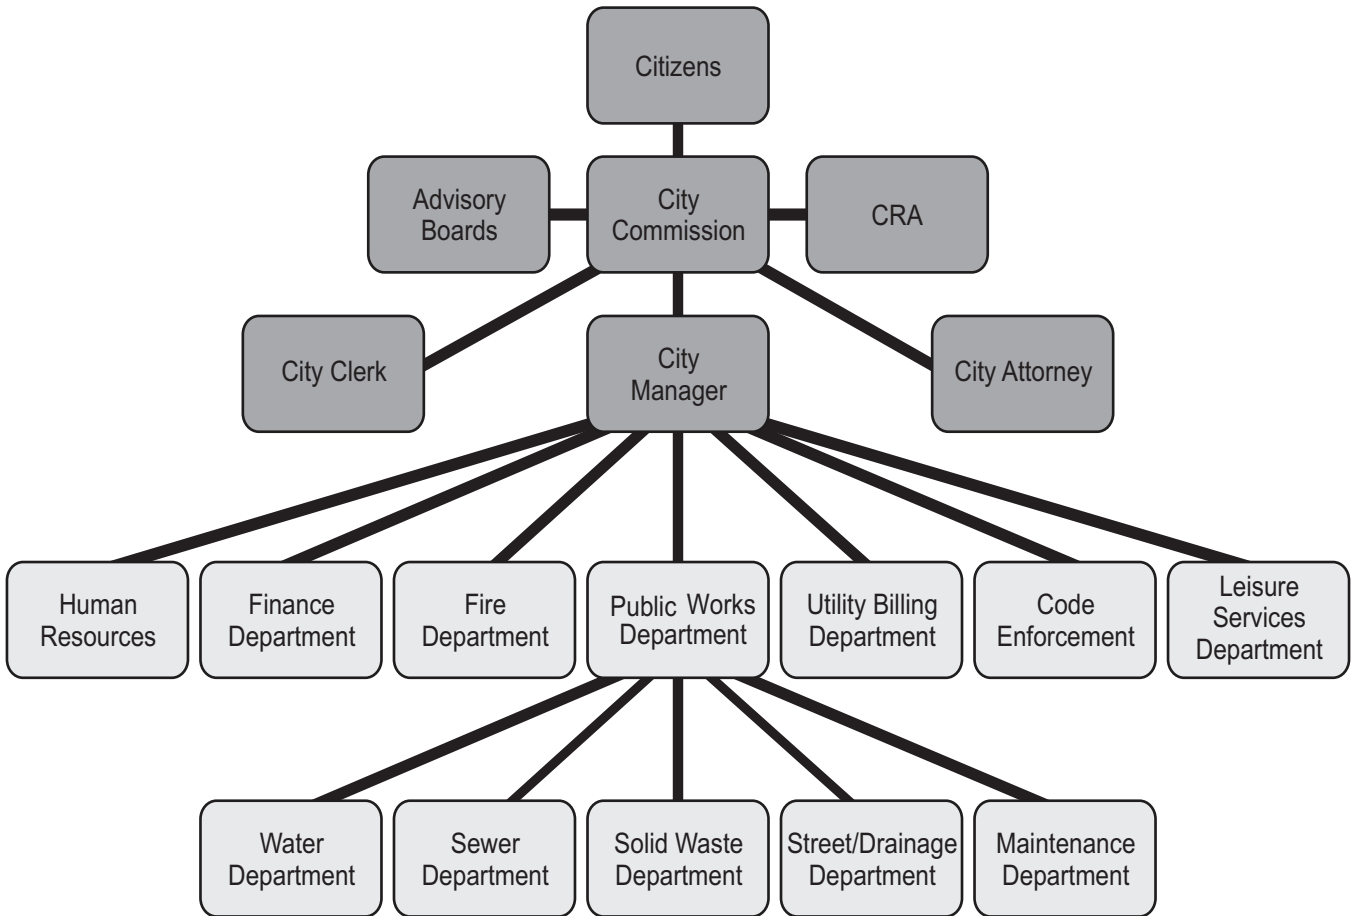 Citizens
Advisory
Boards
City
Commission
CRA
City Clerk
City
Manager
City Attorney
Human
Resources
Finance
Department
Fire
Department
Public Works
Department
Utility Billing
Department
Code
Enforcement
Leisure
Services
Department
Water
Department
Sewer
Department
Solid Waste
Department
Street/Drainage
Department
Maintenance
Department